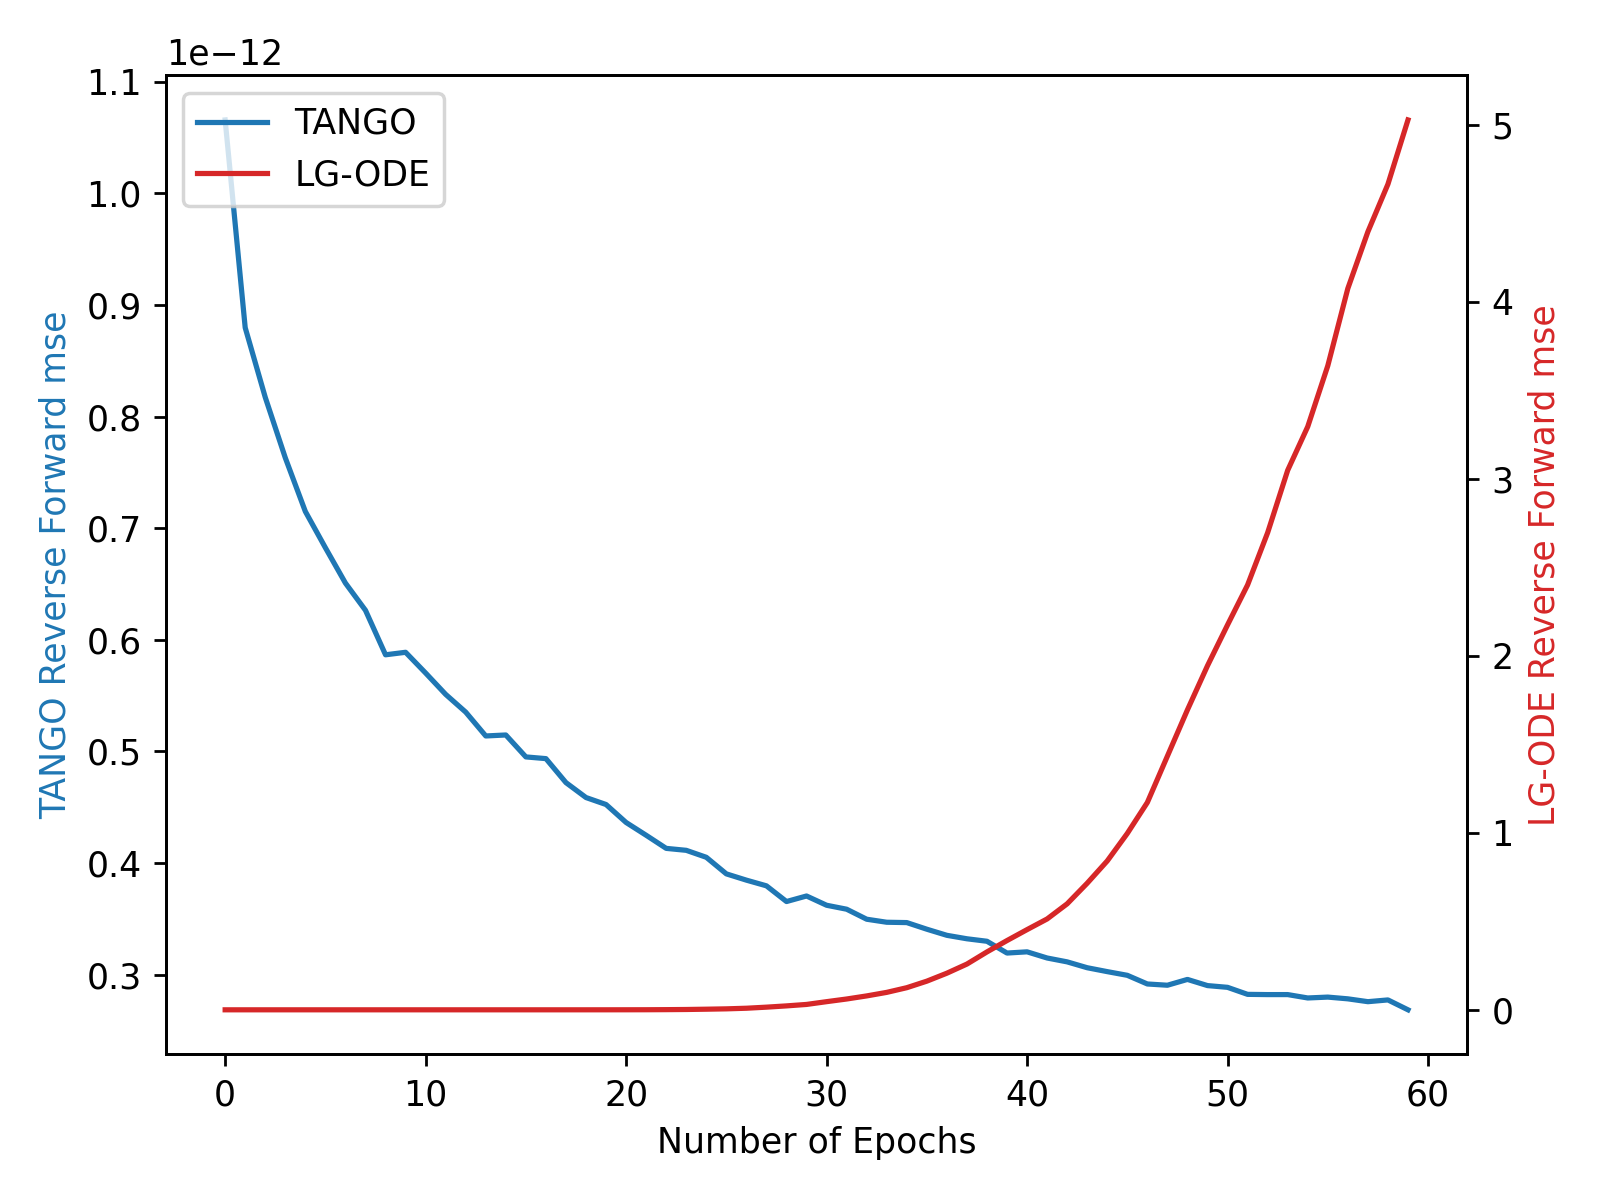 1e−12
TANGO
LG-ODE
1.1
1.0
0.9
0.8
0.7
0.6
0.5
0.4
0.3
TANGO Reverse Forward mse
5
4
3
2
1
0
LG-ODE Reverse Forward mse
0 10 20 30 40 50 60
Number of Epochs